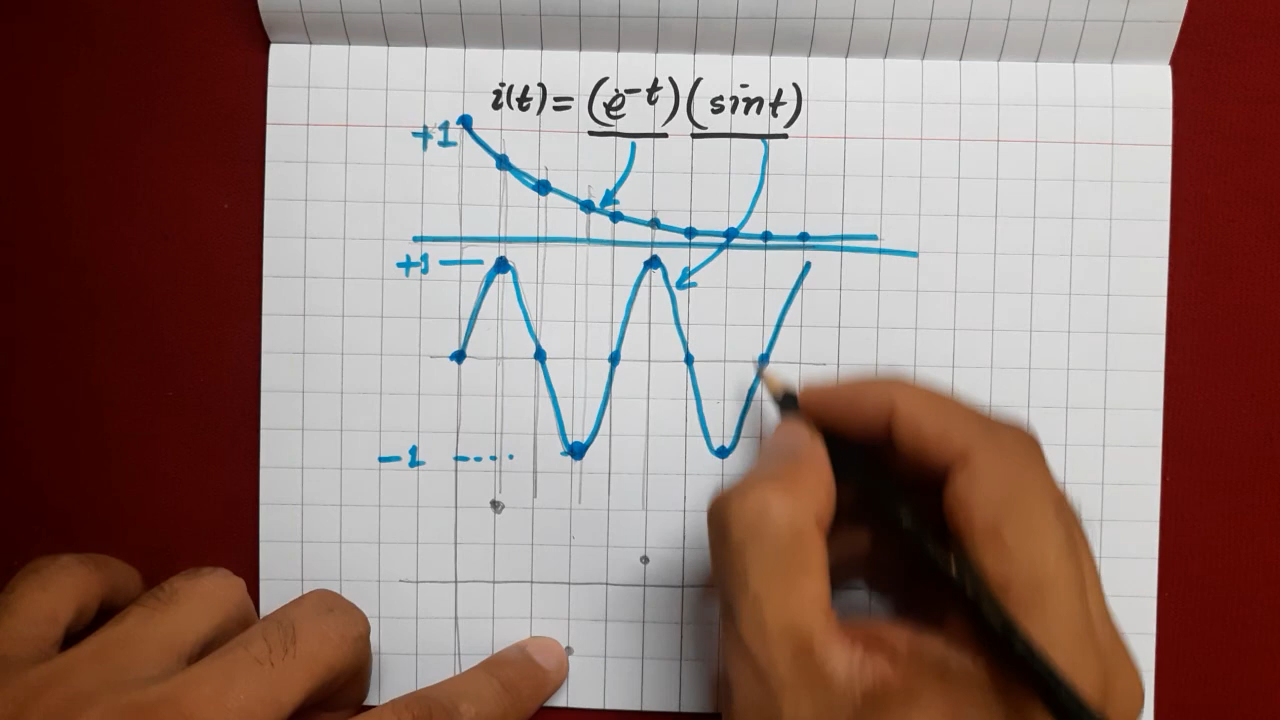 i(t) = (e⁻ᵗ)(sint)
+1
+1
-1